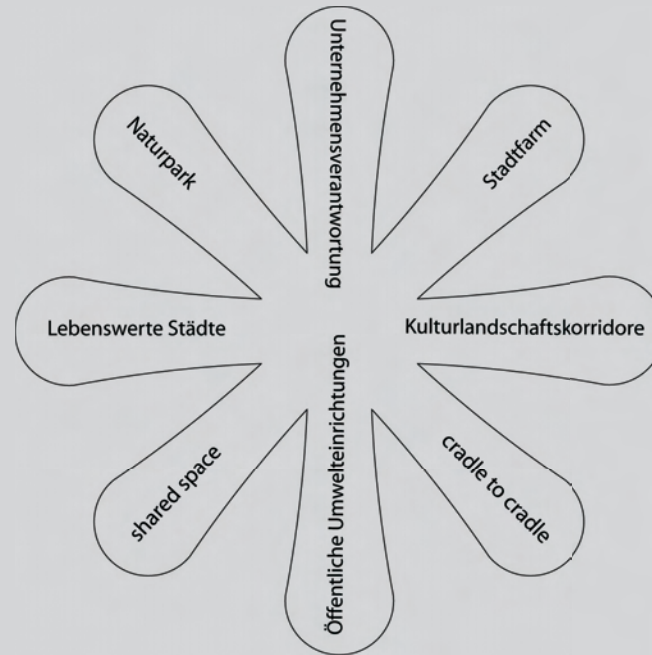 Unternehmensverantwortung
Naturpark
Stadtfarm
Lebenswerte Städte
Kulturlandschaftskorridore
shared space
Öffentliche Umwelteinrichtungen
cradle to cradle